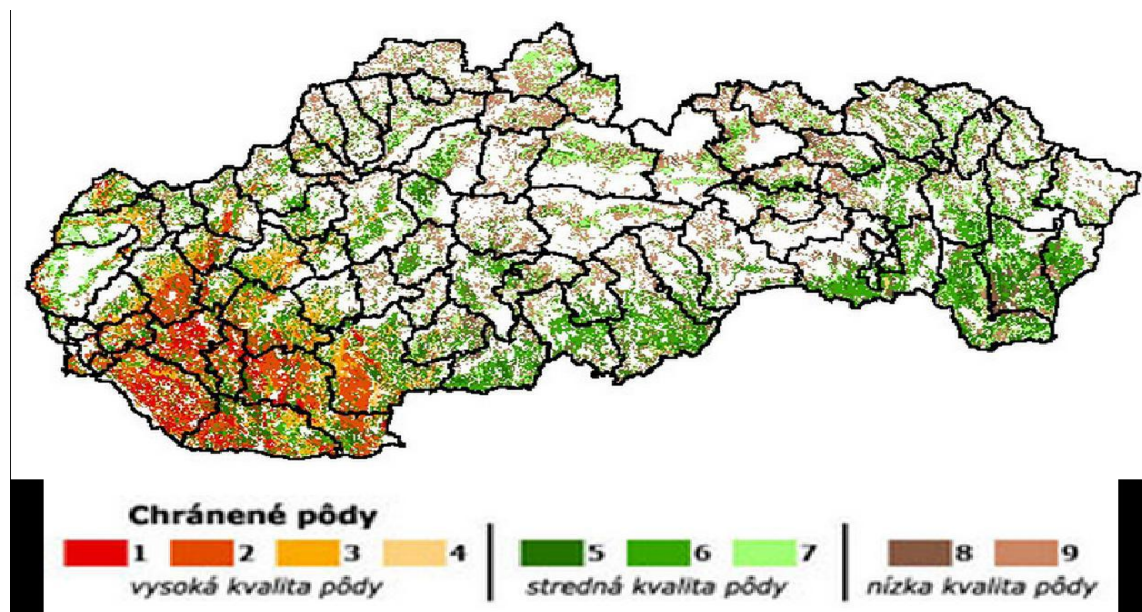 Chránené pôdy
1 2 3 4 5 6 7 8 9
vysoká kvalita pôdy stredná kvalita pôdy nízka kvalita pôdy